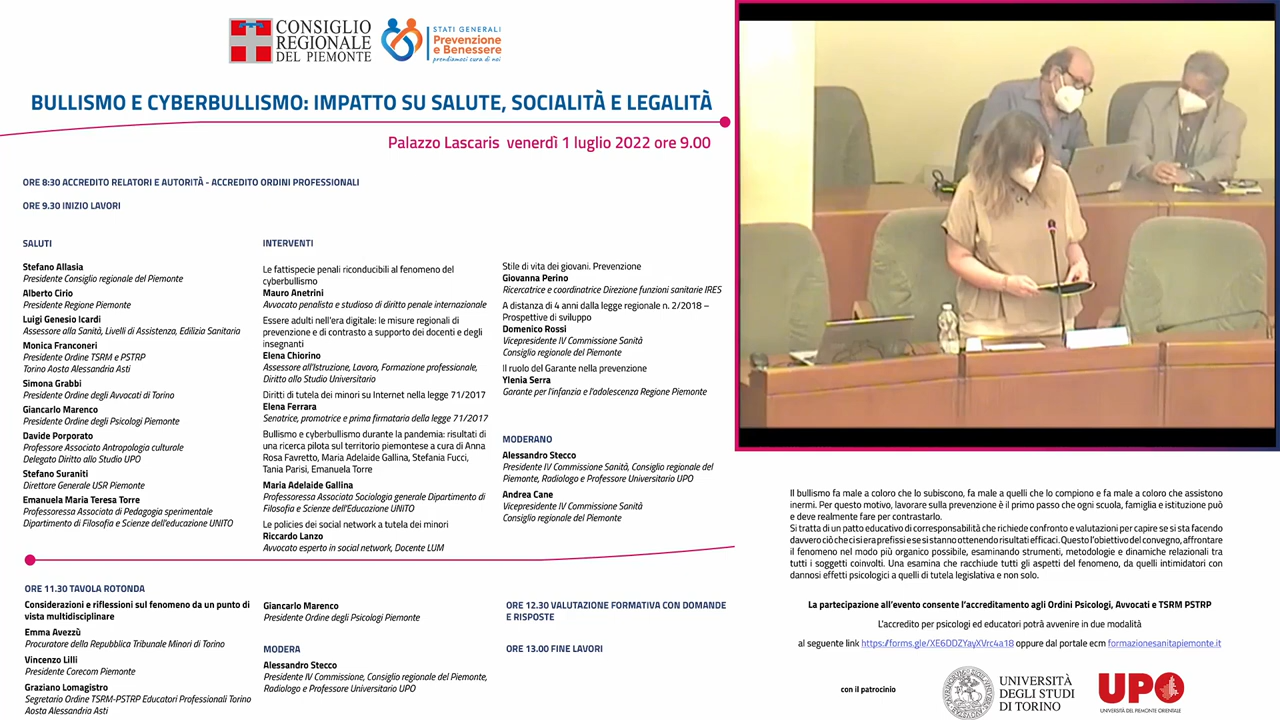 CONSIGLIO
REGIONALE
DEL PIEMONTE
STATI GENERALI
Prevenzione
e Benessere
prendiamoci cura di noi
BULLISMO E CYBERBULLISMO: IMPATTO SU SALUTE, SOCIALITÀ E LEGALITÀ
Palazzo Lascaris venerdì 1 luglio 2022 ore 9.00
ORE 8:30 ACCREDITO RELATORI E AUTORITÀ - ACCREDITO ORDINI PROFESSIONALI
ORE 9.30 INIZIO LAVORI
SALUTI
Stefano Allasia
Presidente Consiglio regionale del Piemonte
Alberto Cirio
Presidente Regione Piemonte
Luigi Genesio Icardi
Assessore alla Sanità, Livelli di Assistenza, Edilizia Sanitaria
Monica Franconeri
Presidente Ordine TSRM e PSTRP
Torino Aosta Alessandria Asti
Simona Grabbi
Presidente Ordine degli Avvocati di Torino
Giancarlo Marenco
Presidente Ordine degli Psicologi Piemonte
Davide Porporato
Professore Associato Antropologia culturale
Delegato Diritto allo Studio UPO
Stefano Suraniti
Direttore Generale USR Piemonte
Emanuela Maria Teresa Torre
Professoressa Associata di Pedagogia sperimentale
Dipartimento di Filosofia e Scienze dell'educazione UNITO
INTERVENTI
Le fattispecie penali riconducibili al fenomeno del
cyberbullismo
Mauro Anetrini
Avvocato penalista e studioso di diritto penale internazionale
Essere adulti nell'era digitale: le misure regionali di
prevenzione e di contrasto a supporto dei docenti e degli
insegnanti
Elena Chiorino
Assessore all'Istruzione, Lavoro, Formazione professionale,
Diritto allo Studio Universitario
Diritti di tutela dei minori su Internet nella legge 71/2017
Elena Ferrara
Senatrice, promotrice e prima firmataria della legge 71/2017
Bullismo e cyberbullismo durante la pandemia: risultati di
una ricerca pilota sul territorio piemontese a cura di Anna
Rosa Favretto, Maria Adelaide Gallina, Stefania Fucci,
Tania Parisi, Emanuela Torre
Maria Adelaide Gallina
Professoressa Associata Sociologia generale Dipartimento di
Filosofia e Scienze dell'Educazione UNITO
Le policies dei social network a tutela dei minori
Riccardo Lanzo
Avvocato esperto in social network, Docente LUM
Stile di vita dei giovani. Prevenzione
Giovanna Perino
Ricercatrice e coordinatrice Direzione funzioni sanitarie IRES
A distanza di 4 anni dalla legge regionale n. 2/2018 –
Prospettive di sviluppo
Domenico Rossi
Vicepresidente IV Commissione Sanità
Consiglio regionale del Piemonte
Il ruolo del Garante nella prevenzione
Ylenia Serra
Garante per l'infanzia e l'adolescenza Regione Piemonte
MODERANO
Alessandro Stecco
Presidente IV Commissione Sanità, Consiglio regionale del
Piemonte, Radiologo e Professore Universitario UPO
Andrea Cane
Vicepresidente IV Commissione Sanità
Consiglio regionale del Piemonte
ORE 11.30 TAVOLA ROTONDA
Considerazioni e riflessioni sul fenomeno da un punto di
vista multidisciplinare
Emma Avezzù
Procuratore della Repubblica Tribunale Minori di Torino
Vincenzo Lilli
Presidente Corecom Piemonte
Graziano Lomagistro
Segretario Ordine TSRM-PSTRP Educatori Professionali Torino
Aosta Alessandria Asti
Giancarlo Marenco
Presidente Ordine degli Psicologi Piemonte
MODERA
Alessandro Stecco
Presidente IV Commissione, Consiglio regionale del Piemonte,
Radiologo e Professore Universitario UPO
ORE 12.30 VALUTAZIONE FORMATIVA CON DOMANDE
E RISPOSTE
ORE 13.00 FINE LAVORI
Il bullismo fa male a coloro che lo subiscono, fa male a quelli che lo compiono e fa male a coloro che assistono
inermi. Per questo motivo, lavorare sulla prevenzione è il primo passo che ogni scuola, famiglia e istituzione può
e deve realmente fare per contrastarlo.
Si tratta di un patto educativo di corresponsabilità che richiede confronto e valutazioni per capire se si sta facendo
davvero ciò che ci si era prefissi e se si stanno ottenendo risultati efficaci. Questo l'obiettivo del convegno, affrontare
il fenomeno nel modo più organico possibile, esaminando strumenti, metodologie e dinamiche relazionali tra
tutti i soggetti coinvolti. Una esamina che racchiude tutti gli aspetti del fenomeno, da quelli intimidatori con
dannosi effetti psicologici a quelli di tutela legislativa e non solo.
La partecipazione all'evento consente l'accreditamento agli Ordini Psicologi, Avvocati e TSRM PSTRP
L'accredito per psicologi ed educatori potrà avvenire in due modalità
al seguente link https://forms.gle/XE6DDZYayXVrc4a18 oppure dal portale ecm formazionesanitapiemonte.it
con il patrocinio
UNIVERSITÀ
DEGLI STUDI
DI TORINO
UPO
UNIVERSITÀ DEL PIEMONTE ORIENTALE